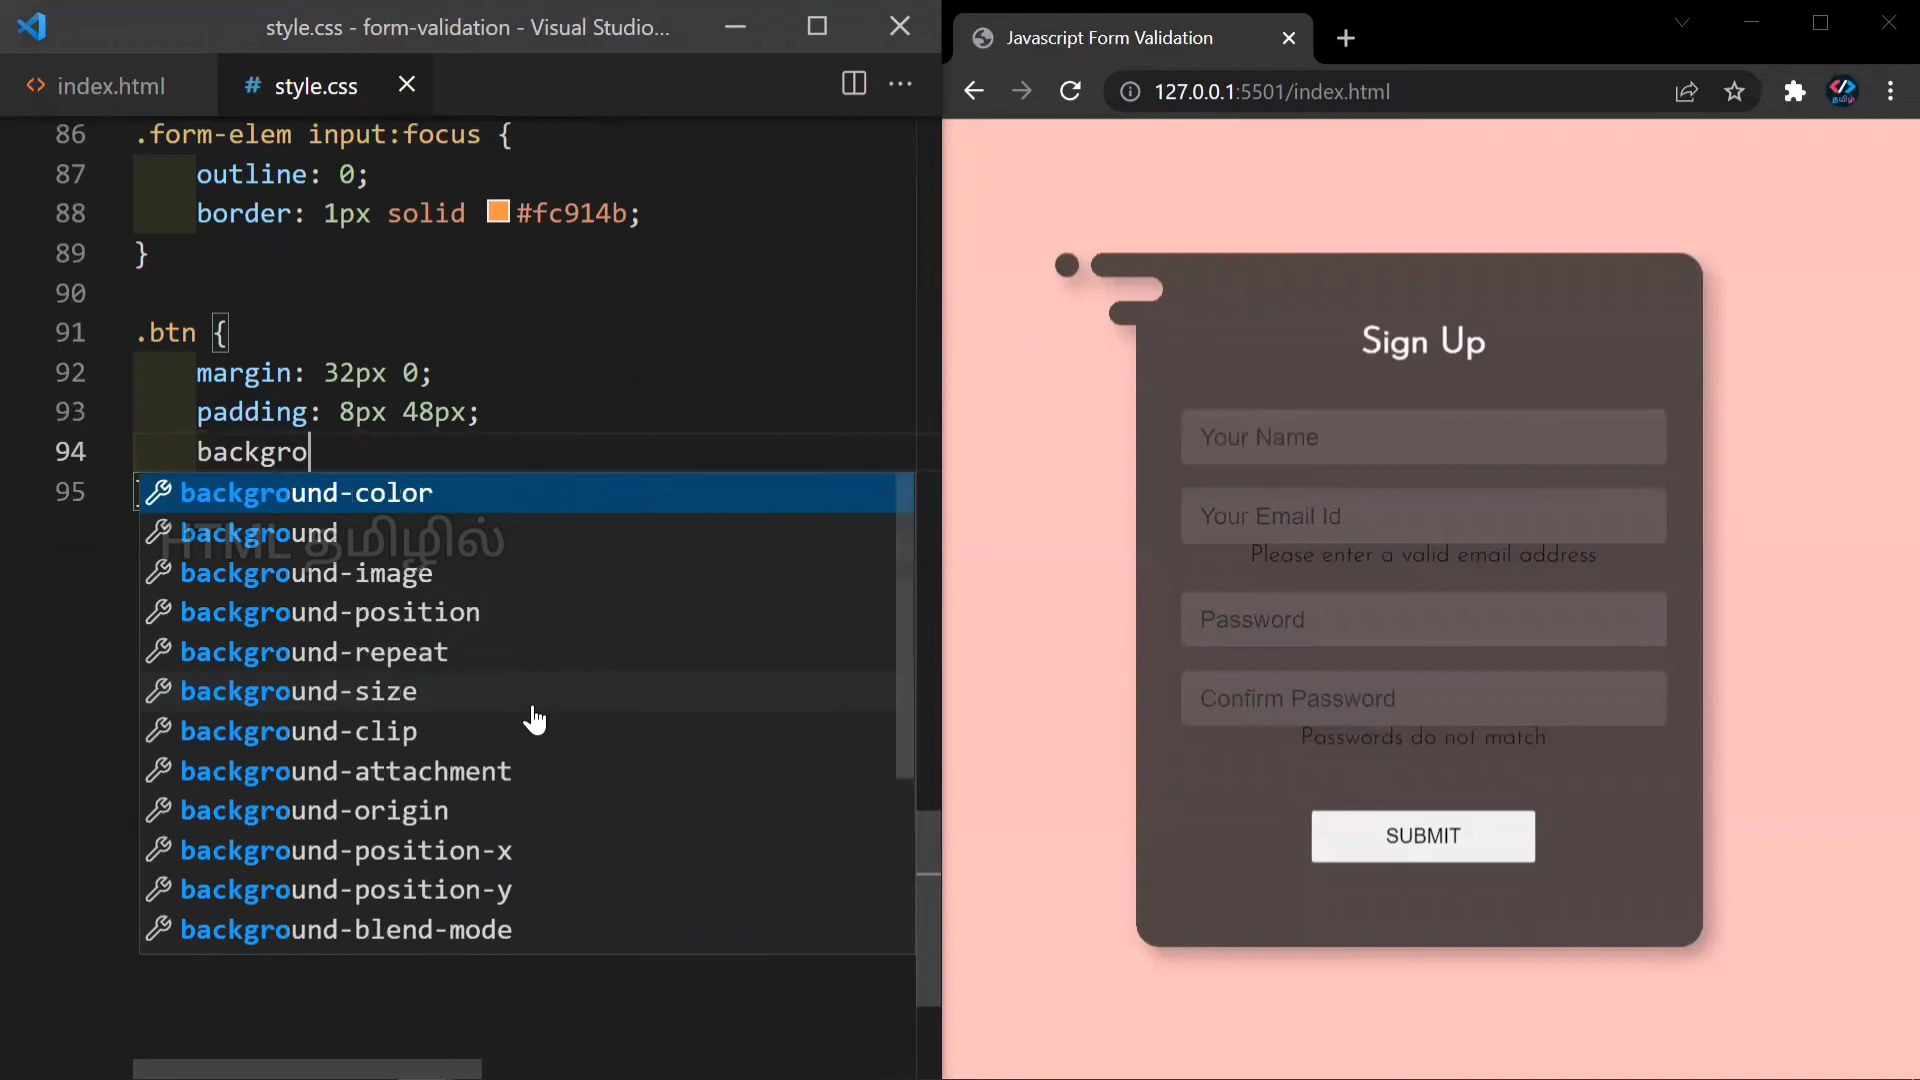 style.css - form-validation - Visual Studio...
index.html
# style.css
86 .form-elem input:focus {
87 outline: 0;
88 border: 1px solid #fc914b;
89 }
90
91 .btn {
92 margin: 32px 0;
93 padding: 8px 48px;
94 backgro
95
background-color
background
HTML தமிழில்
background-image
background-position
background-repeat
background-size
background-clip
background-attachment
background-origin
background-position-x
background-position-y
background-blend-mode
Javascript Form Validation
127.0.0.1:5501/index.html
தமிழ்
Sign Up
Your Name
Your Email Id
Please enter a valid email address
Password
Confirm Password
Passwords do not match
SUBMIT